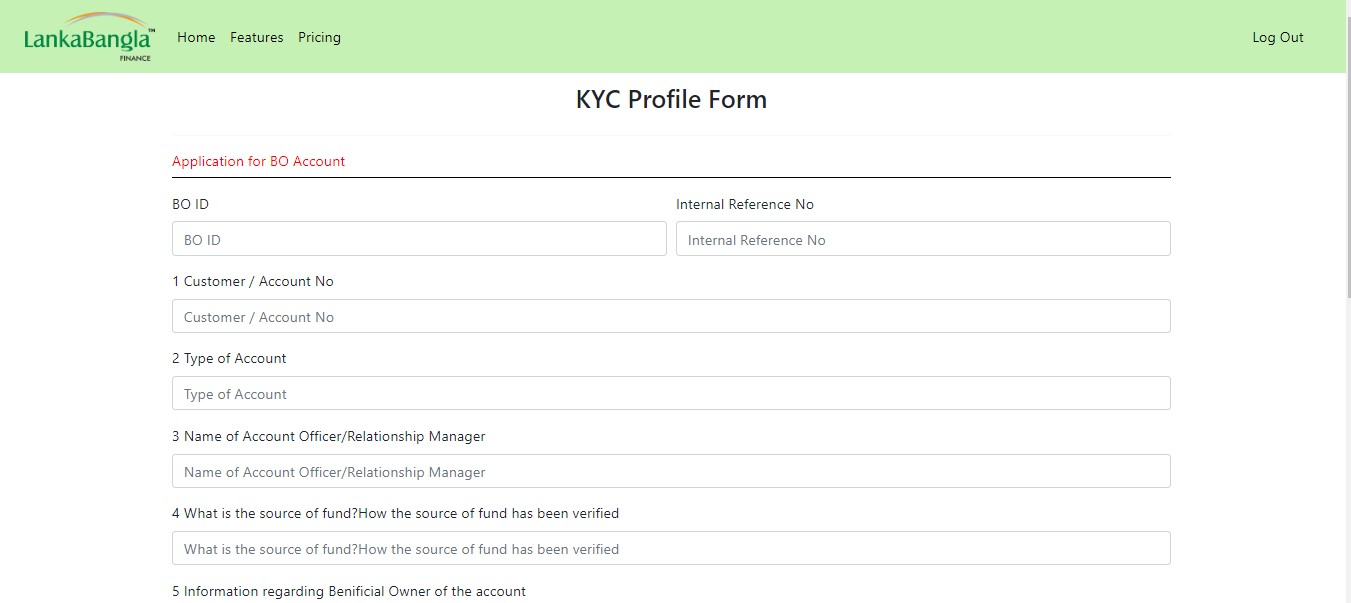 LankaBangla™
FINANCE
Home Features Pricing
Log Out
KYC Profile Form
Application for BO Account
BO ID
Internal Reference No
BO ID
Internal Reference No
1 Customer / Account No
Customer / Account No
2 Type of Account
Type of Account
3 Name of Account Officer/Relationship Manager
Name of Account Officer/Relationship Manager
4 What is the source of fund?How the source of fund has been verified
What is the source of fund?How the source of fund has been verified
5 Information regarding Benificial Owner of the account